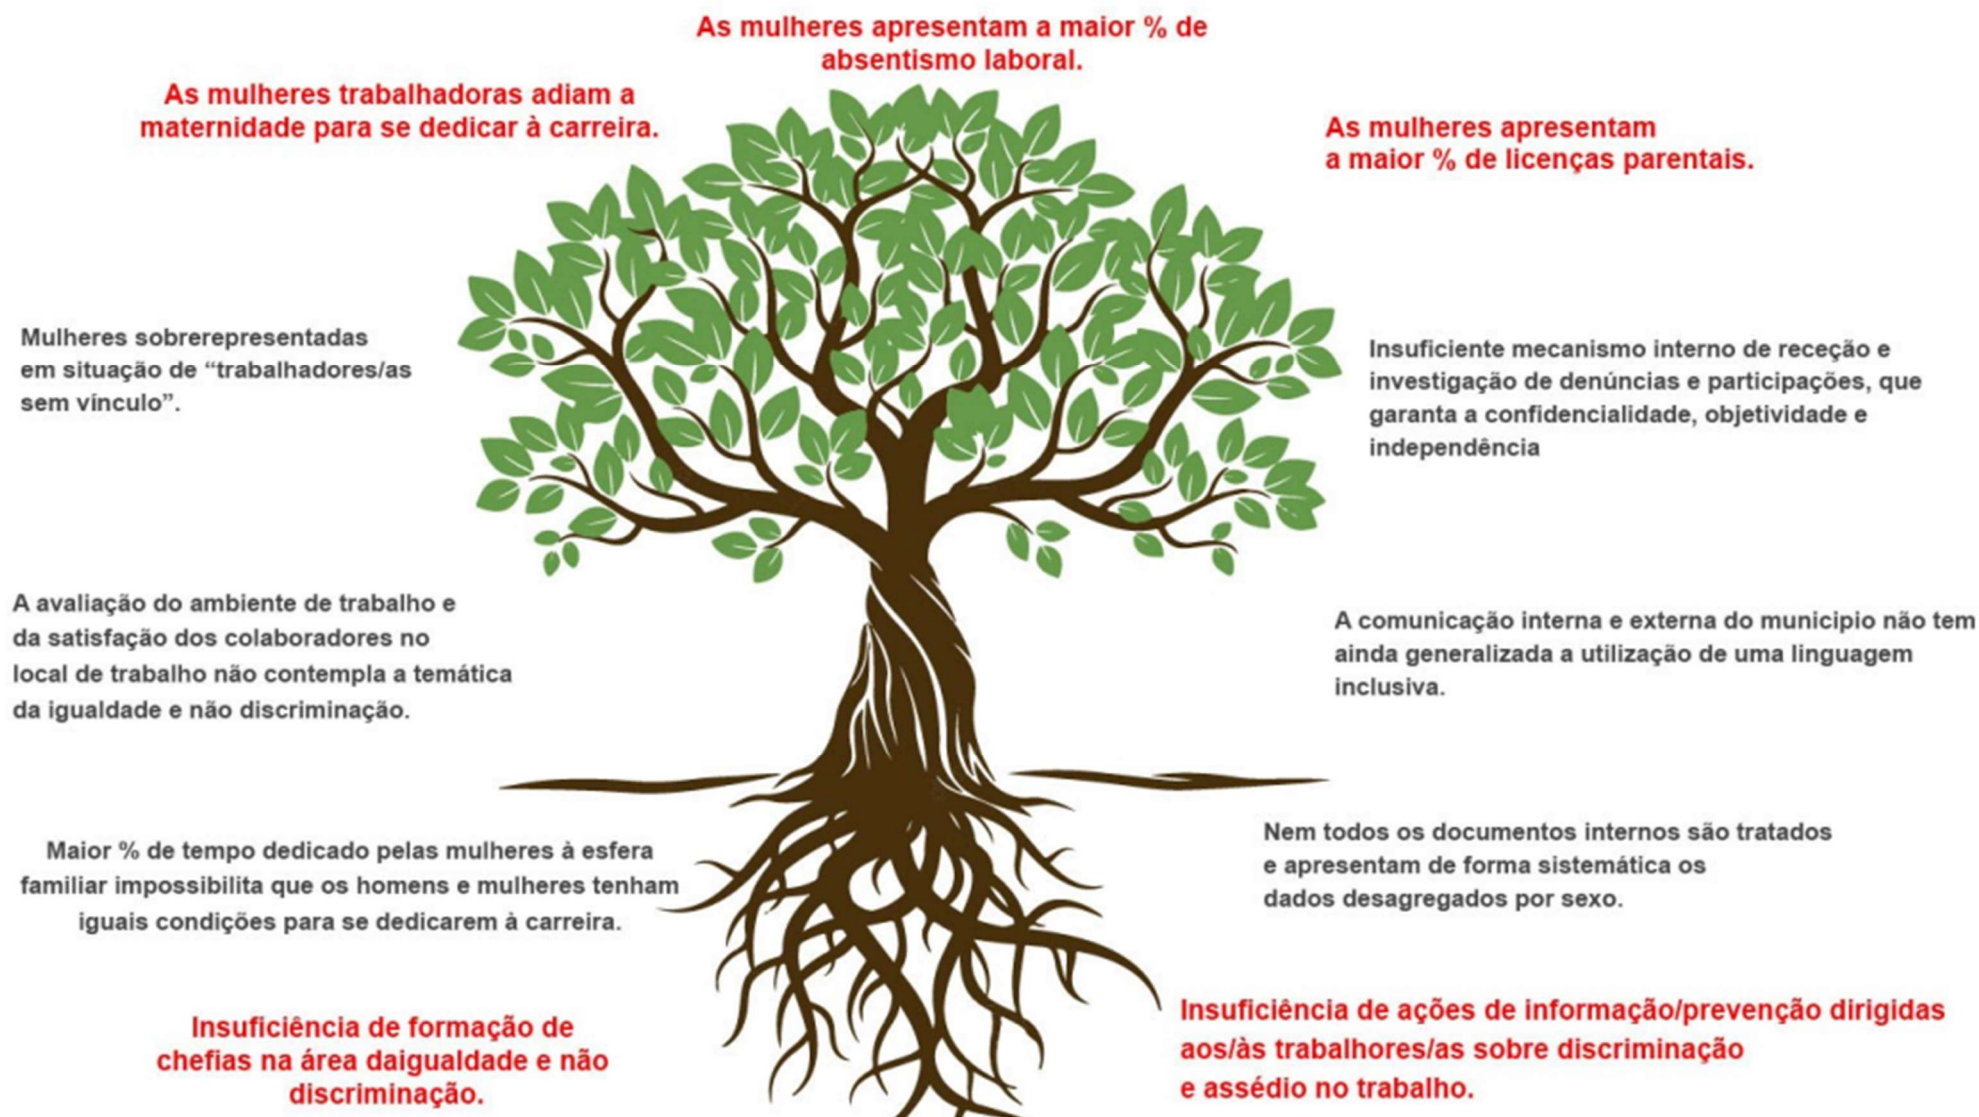 As mulheres apresentam a maior % de
absentismo laboral.
As mulheres trabalhadoras adiam a
maternidade para se dedicar à carreira.
As mulheres apresentam
a maior % de licenças parentais.
Mulheres sobrerepresentadas
em situação de “trabalhadores/as
sem vínculo”.
Insuficiente mecanismo interno de receção e
investigação de denúncias e participações, que
garanta a confidencialidade, objetividade e
independência
A avaliação do ambiente de trabalho e
da satisfação dos colaboradores no
local de trabalho não contempla a temática
da igualdade e não discriminação.
A comunicação interna e externa do municipio não tem
ainda generalizada a utilização de uma linguagem
inclusiva.
Maior % de tempo dedicado pelas mulheres à esfera
familiar impossibilita que os homens e mulheres tenham
iguais condições para se dedicarem à carreira.
Nem todos os documentos internos são tratados
e apresentam de forma sistemática os
dados desagregados por sexo.
Insuficiência de formação de
chefias na área daigualdade e não
discriminação.
Insuficiência de ações de informação/prevenção dirigidas
aos/às trabalhores/as sobre discriminação
e assédio no trabalho.